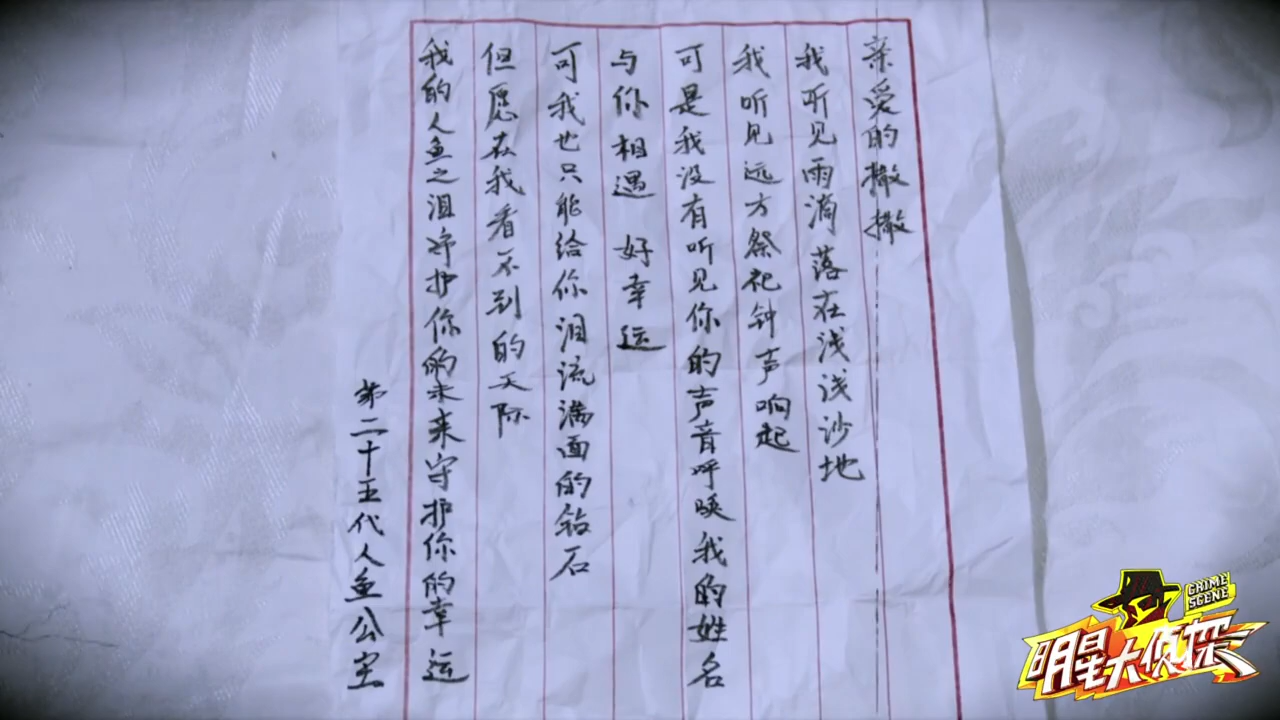 亲爱的撒撒
我听见雨滴落在浅浅沙地
我听见远方祭祀钟声响起
可是我没有听见你的声音呼唤我的姓名
与你相遇 好幸运
可我也只能给你泪流满面的钻石
但愿在我看不到的天际
我的人鱼之泪守护你的未来守护你的幸运
第二十五代人鱼公主
CRIME
SCENE
明星大侦探